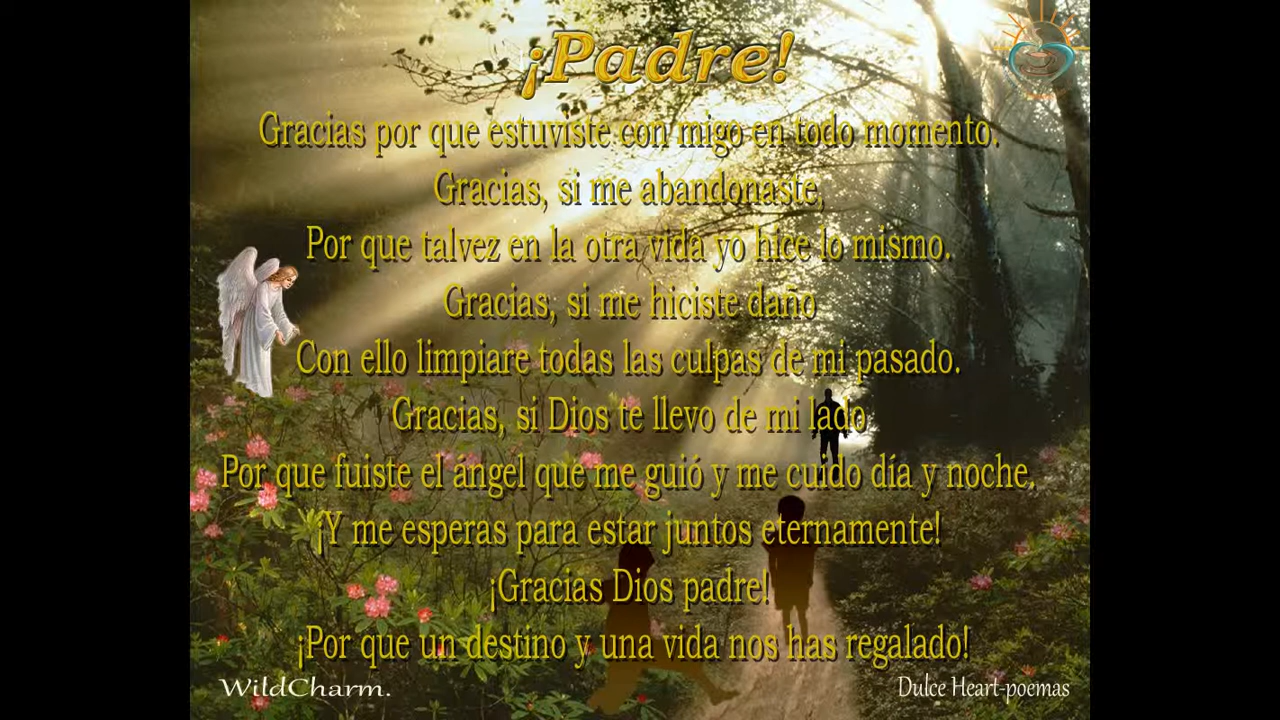 ¡Padre!
Gracias por que estuviste con migo en todo momento.
Gracias, si me abandonaste,
Por que talvez en la otra vida yo hice lo mismo.
Gracias, si me hiciste daño
Con ello limpiare todas las culpas de mi pasado.
Gracias, si Dios te llevo de mi lado
Por que fuiste el ángel que me guió y me cuido día y noche.
¡Y me esperas para estar juntos eternamente!
¡Gracias Dios padre!
¡Por que un destino y una vida nos has regalado!
WildCharm.
Dulce Heart-poemas